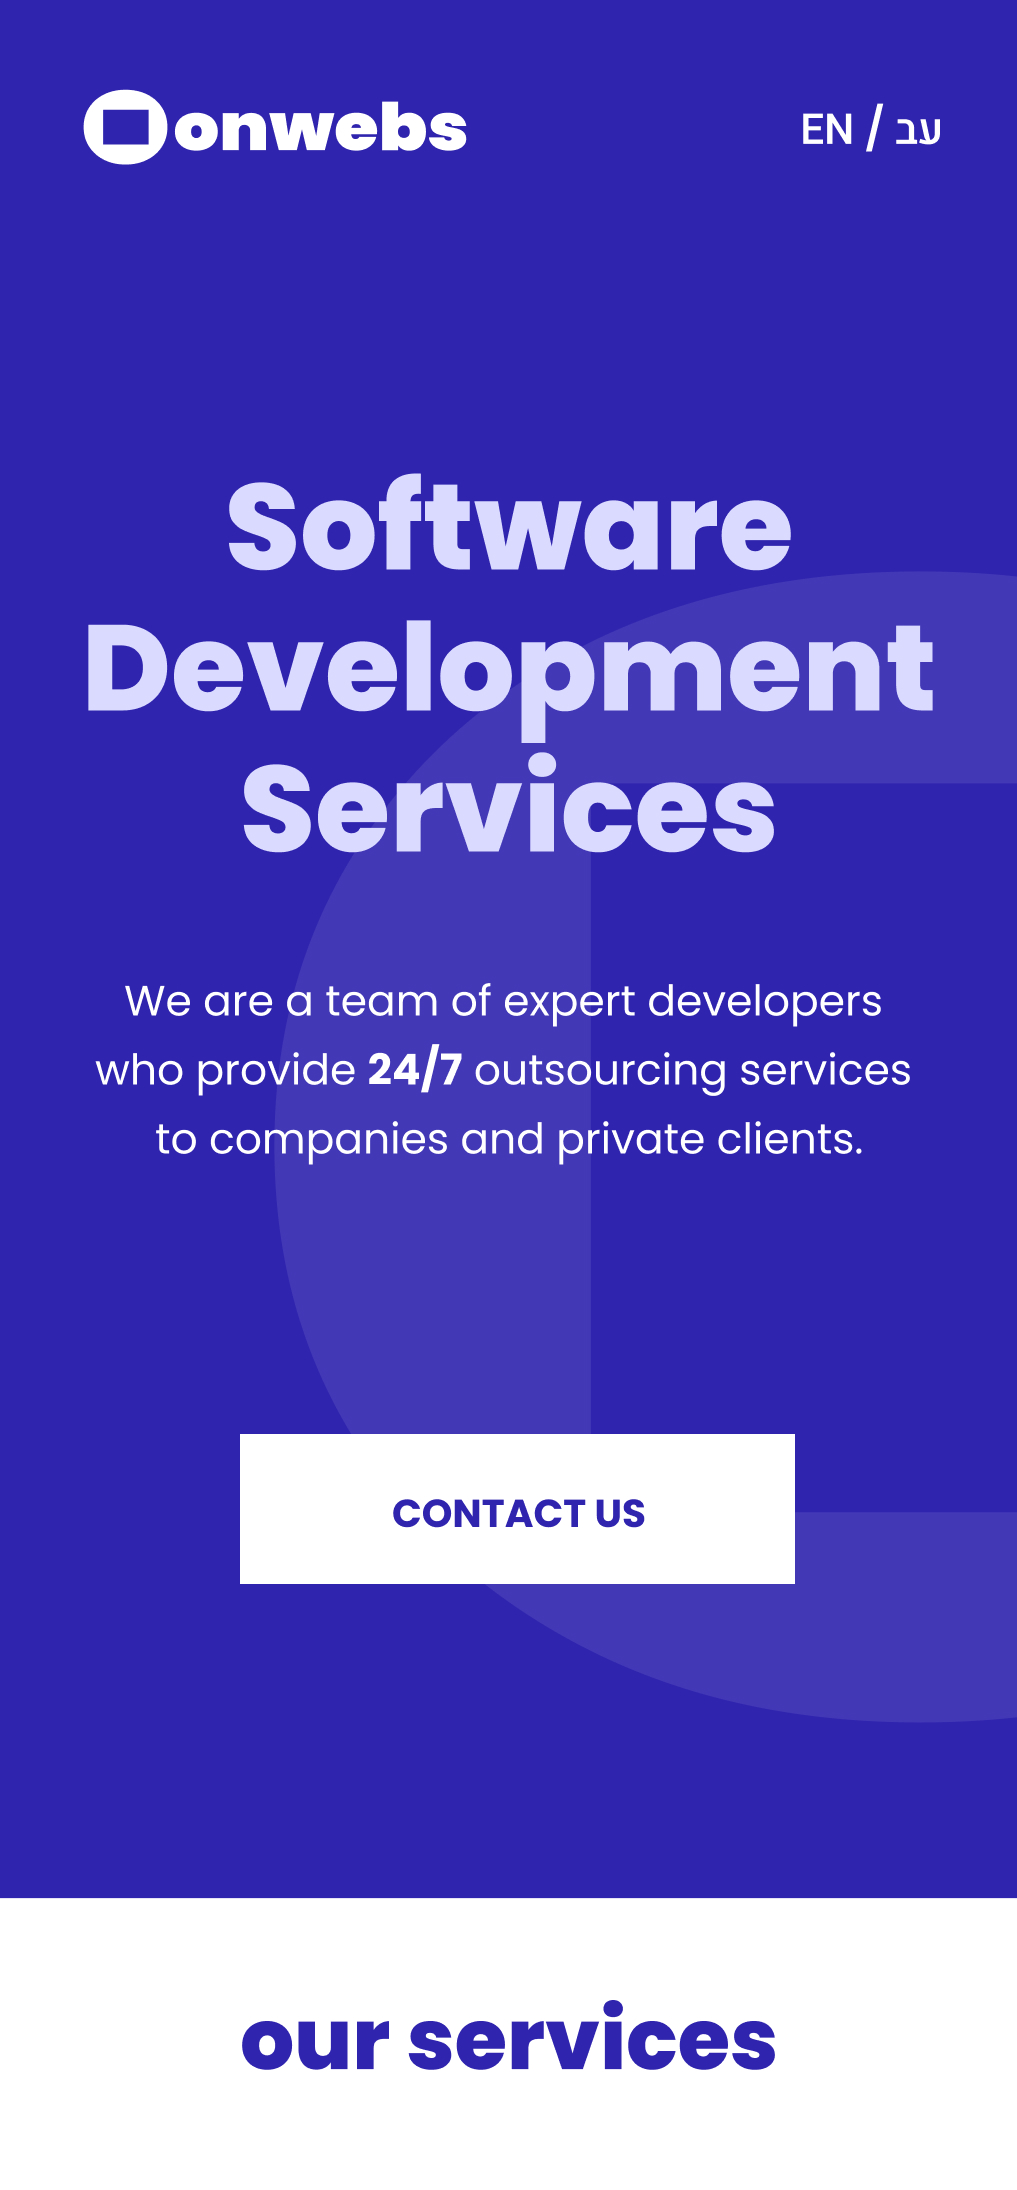 onwebs
EN / עב
Software
Development
Services
We are a team of expert developers
who provide 24/7 outsourcing services
to companies and private clients.
CONTACT US
our services